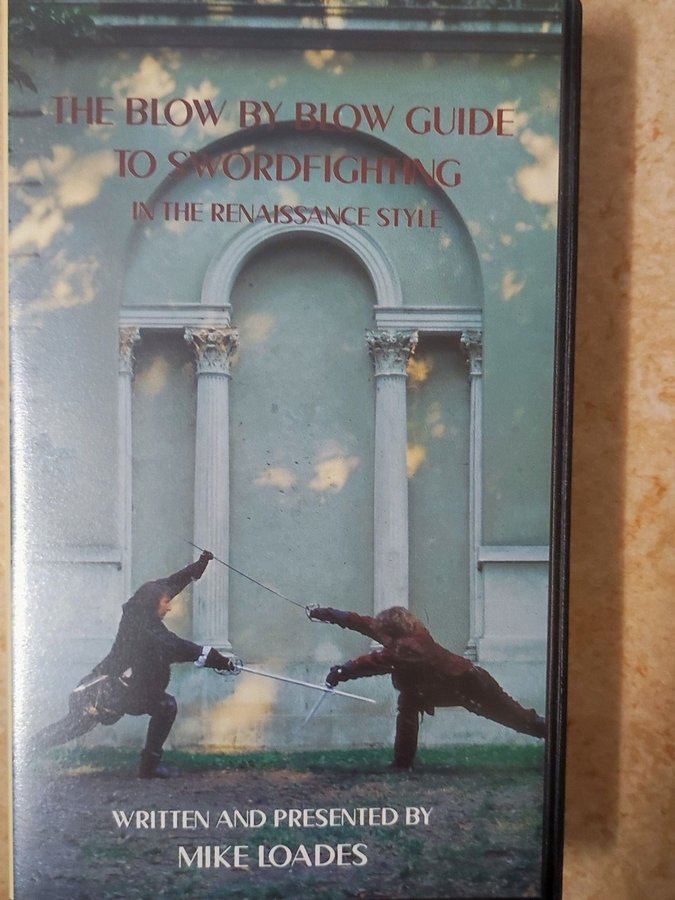 THE BLOW BY BLOW GUIDE
TO SWORDFIGHTING
IN THE RENAISSANCE STYLE
WRITTEN AND PRESENTED BY
MIKE LOADES